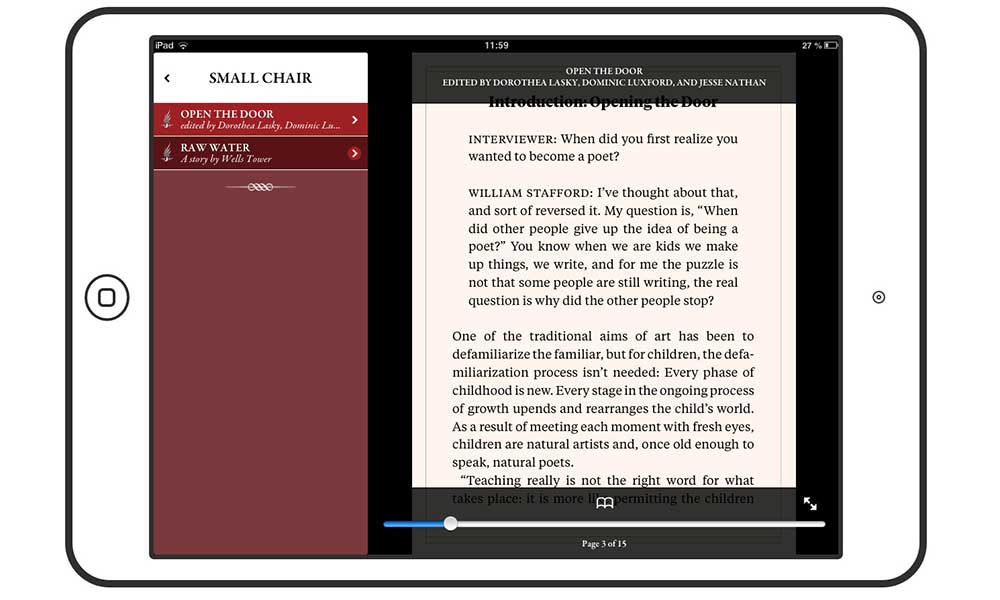 iPad
11:59
27 %
SMALL CHAIR
OPEN THE DOOR
edited by Dorothea Lasky, Dominic Lu...
RAW WATER
A story by Wells Tower
OPEN THE DOOR
EDITED BY DOROTHEA LASKY, DOMINIC LUXFORD, AND JESSE NATHAN
Introduction: Opening the Door
INTERVIEWER: When did you first realize you
wanted to become a poet?
WILLIAM STAFFORD: I’ve thought about that,
and sort of reversed it. My question is, “When
did other people give up the idea of being a
poet?” You know when we are kids we make
up things, we write, and for me the puzzle is
not that some people are still writing, the real
question is why did the other people stop?
One of the traditional aims of art has been to
defamiliarize the familiar, but for children, the defa-
miliarization process isn’t needed: Every phase of
childhood is new. Every stage in the ongoing process
of growth upends and rearranges the child’s world.
As a result of meeting each moment with fresh eyes,
children are natural artists and, once old enough to
speak, natural poets.
“Teaching really is not the right word for what
takes place: it is more like permitting the children
Page 3 of 15